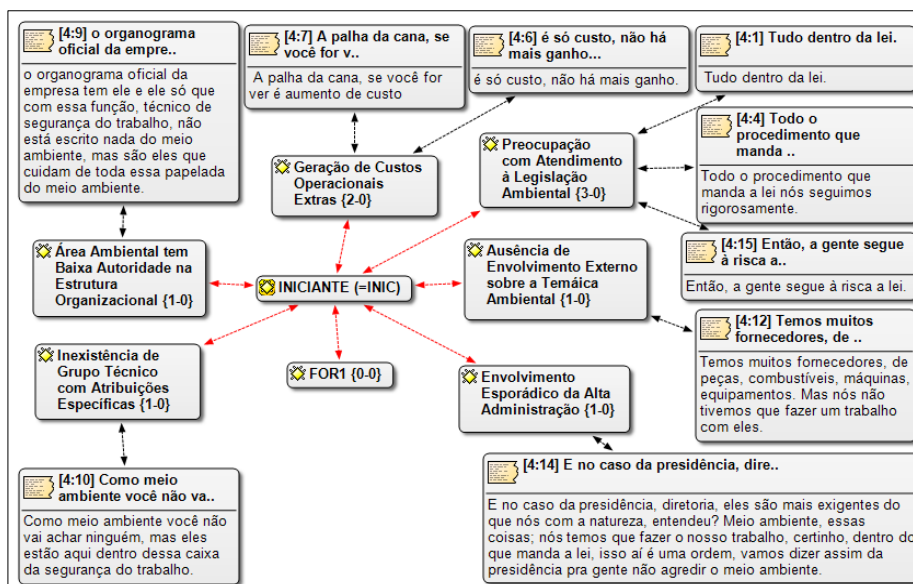 [4:9] o organograma
oficial da empre..
o organograma oficial da
empresa tem ele e ele só que
com essa função, técnico de
segurança do trabalho, não
está escrito nada do meio
ambiente, mas são eles que
cuidam de toda essa papelada
do meio ambiente.
[4:7] A palha da cana, se
você for v..
A palha da cana, se você for
ver é aumento de custo
[4:6] é só custo, não há
mais ganho...
é só custo, não há mais ganho.
[4:1] Tudo dentro da lei.
Tudo dentro da lei.
[4:4] Todo o
procedimento que
manda ..
Todo o procedimento que
manda a lei nós seguimos
rigorosamente.
Geração de Custos
Operacionais
Extras {2-0}
Preocupação
com Atendimento
à Legislação
Ambiental {3-0}
[4:15] Então, a gente segue
à risca a..
Então, a gente segue à risca a lei.
Área Ambiental tem
Baixa Autoridade na
Estrutura
Organizacional {1-0}
INICIANTE (=INIC)
Ausência de
Envolvimento Externo
sobre a Temáica
Ambiental {1-0}
[4:12] Temos muitos
fornecedores, de ..
Temos muitos fornecedores, de
peças, combustíveis, máquinas,
equipamentos. Mas nós não
tivemos que fazer um trabalho
com eles.
Inexistência de
Grupo Técnico
com Atribuições
Específicas {1-0}
FOR1 {0-0}
Envolvimento
Esporádico da Alta
Administração {1-0}
[4:10] Como meio
ambiente você não va..
Como meio ambiente você não
vai achar ninguém, mas eles
estão aqui dentro dessa caixa
da segurança do trabalho.
[4:14] E no caso da presidência, dire..
E no caso da presidência, diretoria, eles são mais exigentes do
que nós com a natureza, entendeu? Meio ambiente, essas
coisas; nós temos que fazer o nosso trabalho, certinho, dentro do
que manda a lei, isso aí é uma ordem, vamos dizer assim da
presidência pra gente não agredir o meio ambiente.